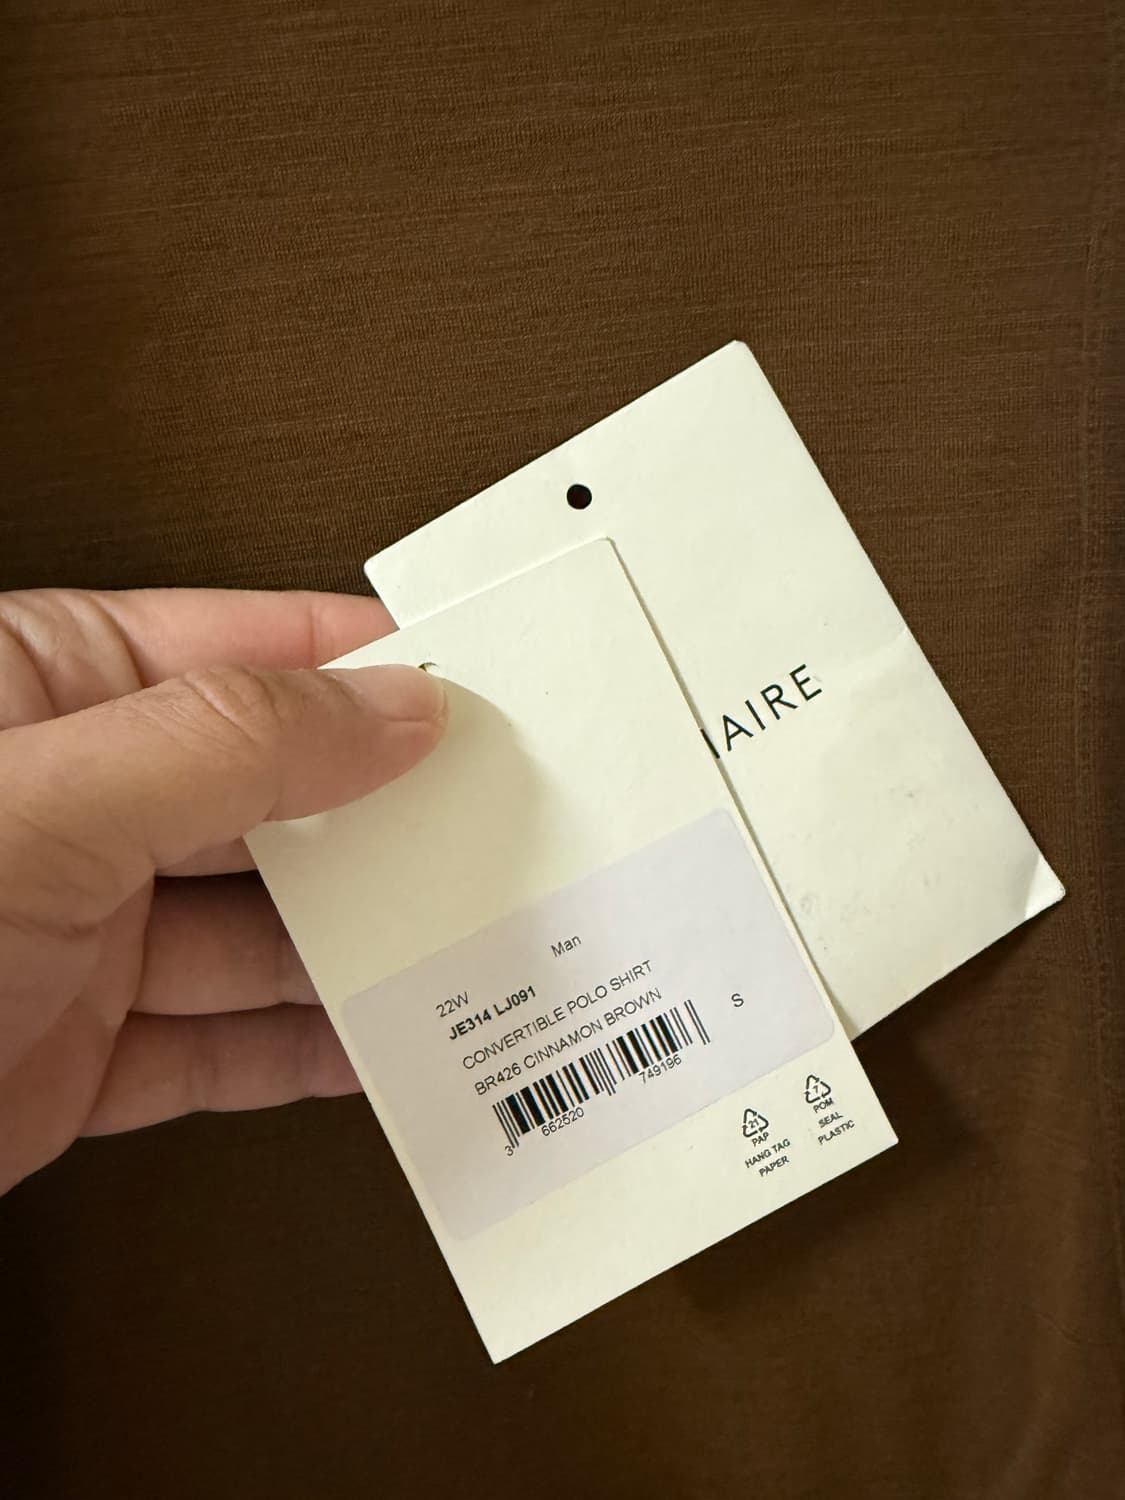 AIRE
Man
22W
JE314 LJ091
CONVERTIBLE POLO SHIRT
BR426 CINNAMON BROWN
S
3 662520 749196
21
PAP
HANG TAG
PAPER
7
POM
SEAL
PLASTIC